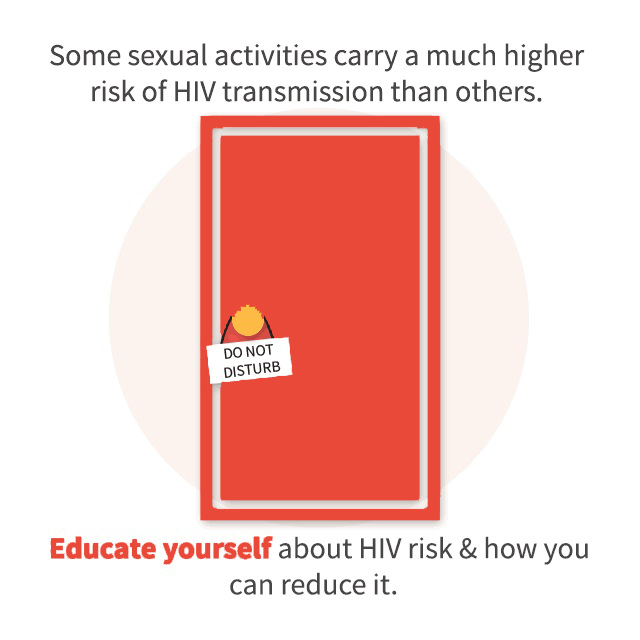 Some sexual activities carry a much higher
risk of HIV transmission than others.
DO NOT
DISTURB
Educate yourself about HIV risk & how you
can reduce it.